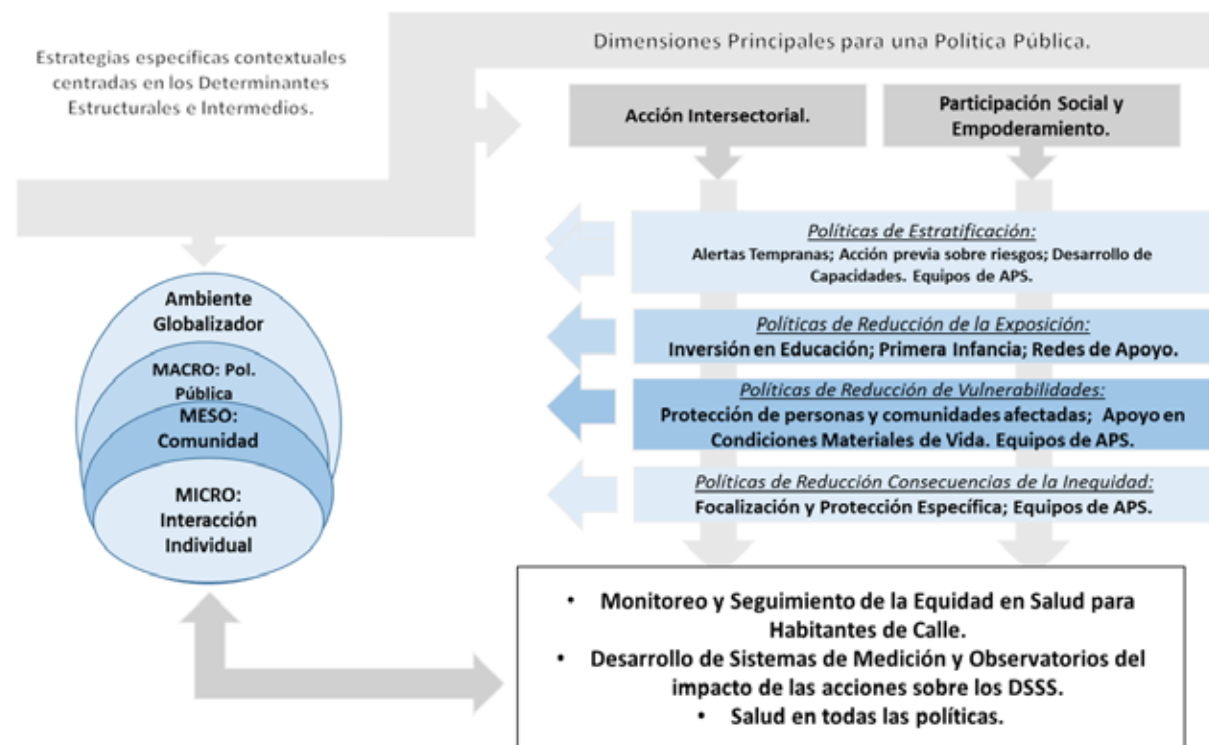 Estrategias específicas contextuales
centradas en los Determinantes
Estructurales e Intermedios.
Dimensiones Principales para una Política Pública.
Acción Intersectorial.
Participación Social y
Empoderamiento.
Políticas de Estratificación:
Alertas Tempranas; Acción previa sobre riesgos; Desarrollo de
Capacidades. Equipos de APS.
Políticas de Reducción de la Exposición:
Inversión en Educación; Primera Infancia; Redes de Apoyo.
Políticas de Reducción de Vulnerabilidades:
Protección de personas y comunidades afectadas; Apoyo en
Condiciones Materiales de Vida. Equipos de APS.
Políticas de Reducción Consecuencias de la Inequidad:
Focalización y Protección Específica; Equipos de APS.
Ambiente
Globalizador
MACRO: Pol.
Pública
MESO:
Comunidad
MICRO:
Interacción
Individual
• Monitoreo y Seguimiento de la Equidad en Salud para
Habitantes de Calle.
• Desarrollo de Sistemas de Medición y Observatorios del
impacto de las acciones sobre los DSSS.
• Salud en todas las políticas.